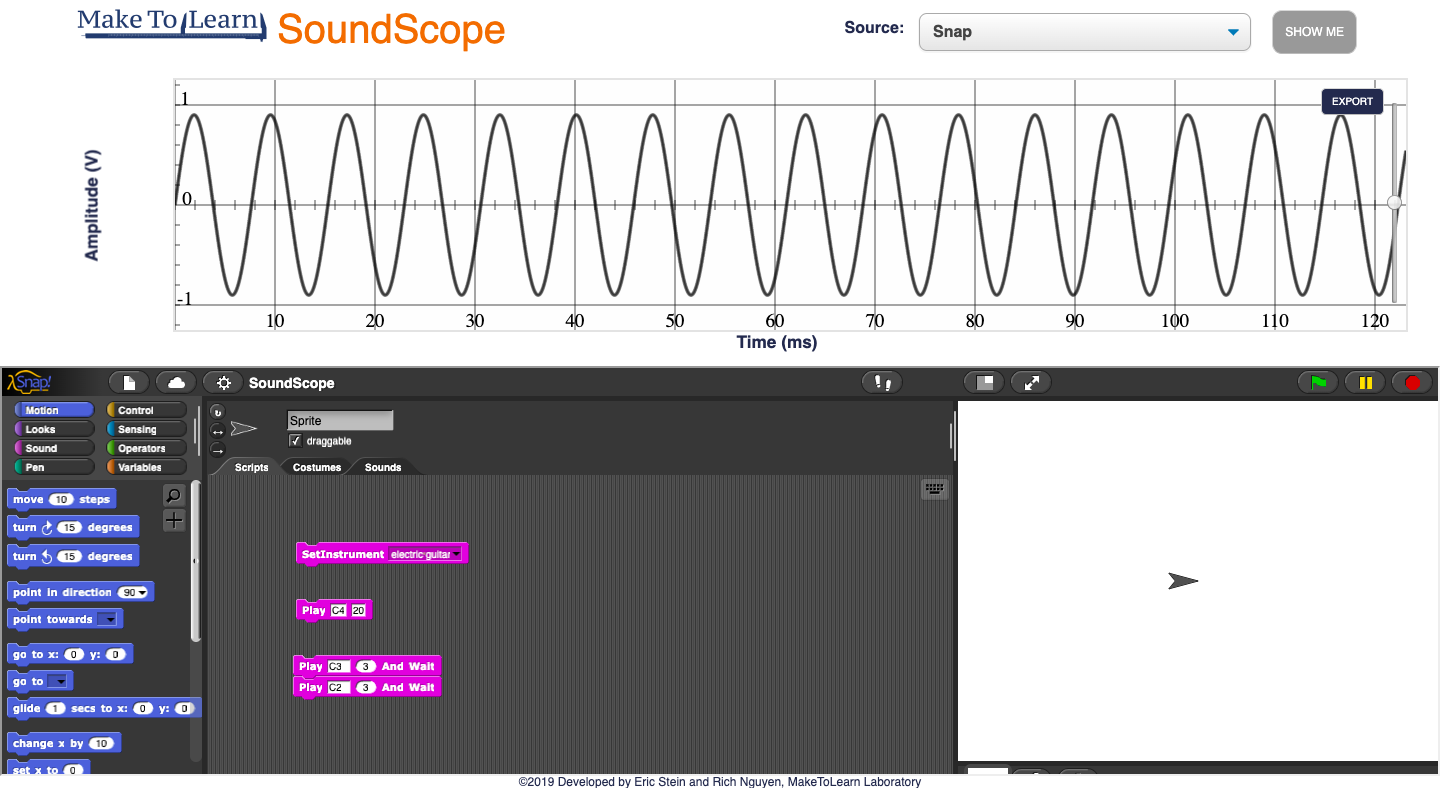 Make To Learn SoundScope Source: Snap SHOW ME
EXPORT
Amplitude (V)
1
0
-1
10 20 30 40 50 60 70 80 90 100 110 120
Time (ms)
Snap! SoundScope
Motion Control
Looks Sensing
Sound Operators
Pen Variables
Sprite
draggable
Scripts Costumes Sounds
move 10 steps
turn 15 degrees
turn 15 degrees
point in direction 90
point towards
go to x: 0 y: 0
go to
glide 1 secs to x: 0 y: 0
change x by 10
set x to 0
SetInstrument electric guitar
Play C4 20
Play C3 3 And Wait
Play C2 3 And Wait
©2019 Developed by Eric Stein and Rich Nguyen, MakeToLearn Laboratory